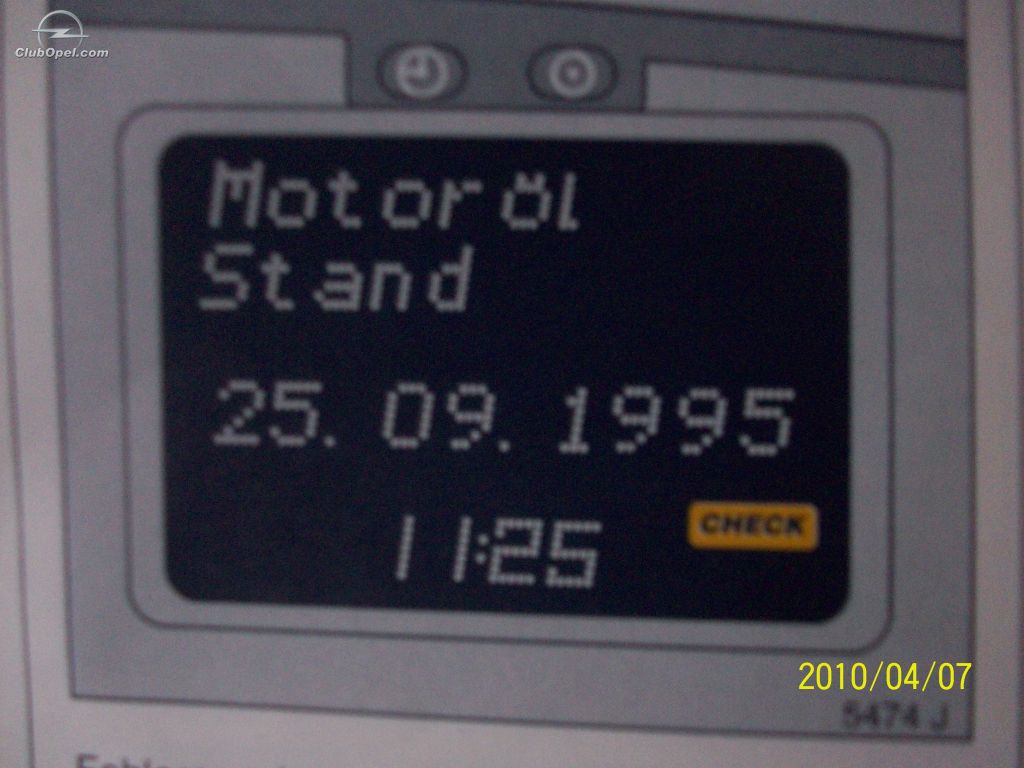 ClubOpel.com
Motoröl
Stand
25. 09. 1995
11:25
CHECK
2010/04/07
5474 J